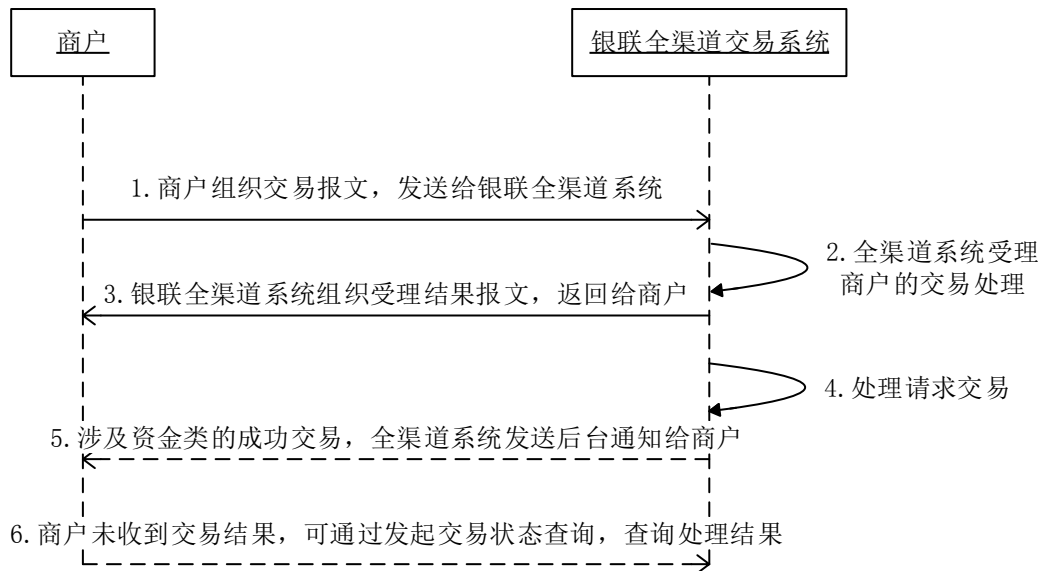 商户
银联全渠道交易系统
1.商户组织交易报文，发送给银联全渠道系统
2.全渠道系统受理
商户的交易处理
3.银联全渠道系统组织受理结果报文，返回给商户
4.处理请求交易
5.涉及资金类的成功交易，全渠道系统发送后台通知给商户
6.商户未收到交易结果，可通过发起交易状态查询，查询处理结果